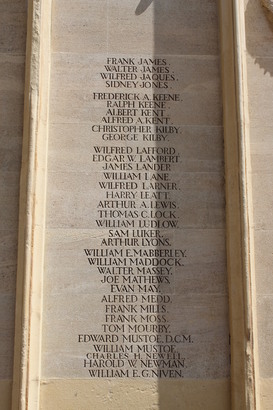 FRANK JAMES.
WALTER JAMES.
WILFRED JAQUES.
SIDNEY JONES.
FREDERICK A. KEENE.
RALPH KEENE.
ALBERT KENT.
ALFRED A. KENT.
CHRISTOPHER KILBY.
GEORGE KILBY.
WILFRED LAFFORD.
EDGAR W. LAMBERT.
JAMES LANDER.
WILLIAM LANE.
WILFRED LARNER.
HARRY LEATT.
ARTHUR A. LEWIS.
THOMAS C. LOCK.
WILLIAM LUDLOW.
SAM LUKER.
ARTHUR LYONS.
WILLIAM E. MABBERLEY.
WILLIAM MADDOCK.
WALTER MASSEY.
JOE MATHEWS.
EVAN MAY.
ALFRED MEDD.
FRANK MILLS.
FRANK MOSS.
TOM MOURBY.
EDWARD MUSTOE, D.C.M.
WILLIAM MUSTOE.
CHARLES H. NEWELL.
HAROLD W. NEWMAN.
WILLIAM E. G. NIVEN.